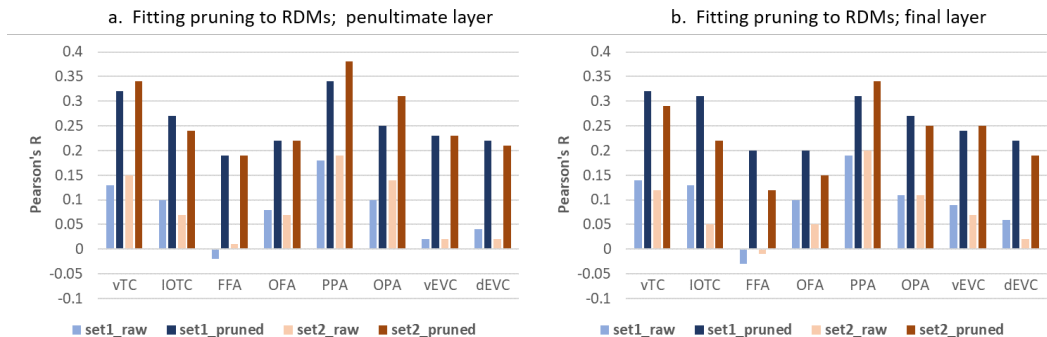 a. Fitting pruning to RDMs; penultimate layer
Pearson's R
0.4
0.35
0.3
0.25
0.2
0.15
0.1
0.05
0
-0.05
-0.1
vTC lOTC FFA OFA PPA OPA vEVC dEVC
set1_raw set1_pruned set2_raw set2_pruned
b. Fitting pruning to RDMs; final layer
Pearson's R
0.4
0.35
0.3
0.25
0.2
0.15
0.1
0.05
0
-0.05
-0.1
vTC lOTC FFA OFA PPA OPA vEVC dEVC
set1_raw set1_pruned set2_raw set2_pruned